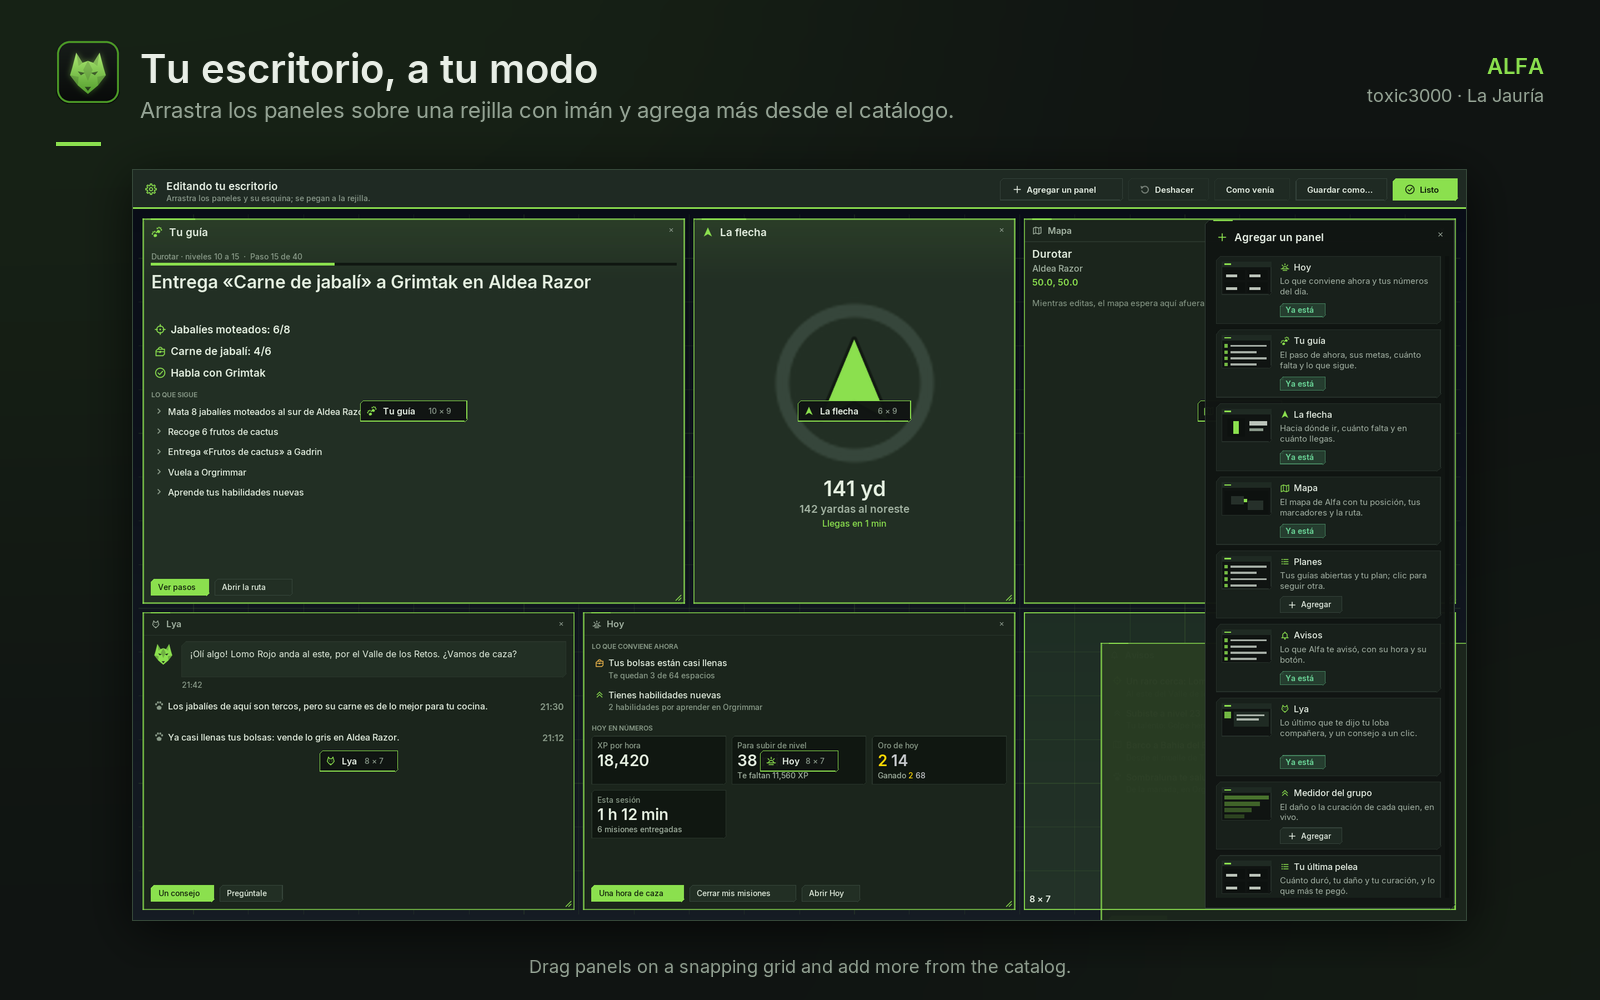 Tu escritorio, a tu modo
Arrastra los paneles sobre una rejilla con imán y agrega más desde el catálogo.
ALFA
toxic3000 · La Jauría
Editando tu escritorio
Arrastra los paneles y su esquina; se pegan a la rejilla.
Agregar un panel
Deshacer
Como venía
Guardar como...
Listo
Tu guía
Durotar · niveles 10 a 15 · Paso 15 de 40
Entrega «Carne de jabalí» a Grimtak en Aldea Razor
Jabalíes moteados: 6/8
Carne de jabalí: 4/6
Habla con Grimtak
LO QUE SIGUE
Mata 8 jabalíes moteados al sur de Aldea
Tu guía 10 × 9
Recoge 6 frutos de cactus
Entrega «Frutos de cactus» a Gadrin
Vuela a Orgrimmar
Aprende tus habilidades nuevas
Ver pasos
Abrir la ruta
La flecha
La flecha 6 × 9
141 yd
142 yardas al noreste
Llegas en 1 min
Mapa
Durotar
Aldea Razor
50.0, 50.0
Mientras editas, el mapa espera aquí afuera
Lya
¡Olí algo! Lomo Rojo anda al este, por el Valle de los Retos. ¿Vamos de caza?
21:42
Los jabalíes de aquí son tercos, pero su carne es de lo mejor para tu cocina. 21:30
Ya casi llenas tus bolsas: vende lo gris en Aldea Razor. 21:12
Lya 8 × 7
Un consejo
Pregúntale
Hoy
LO QUE CONVIENE AHORA
Tus bolsas están casi llenas
Te quedan 3 de 64 espacios
Tienes habilidades nuevas
2 habilidades por aprender en Orgrimmar
HOY EN NÚMEROS
XP por hora
18,420
Para subir de nivel
38
Te faltan 11,560 XP
Hoy 8 × 7
Oro de hoy
2 14
Ganado 2 68
Esta sesión
1 h 12 min
6 misiones entregadas
Una hora de caza
Cerrar mis misiones
Abrir Hoy
8 × 7
Agregar un panel
Hoy
Lo que conviene ahora y tus números
del día.
Ya está
Tu guía
El paso de ahora, sus metas, cuánto
falta y lo que sigue.
Ya está
La flecha
Hacia dónde ir, cuánto falta y en
cuánto llegas.
Ya está
Mapa
El mapa de Alfa con tu posición, tus
marcadores y la ruta.
Ya está
Planes
Tus guías abiertas y tu plan; clic para
seguir otra.
Agregar
Avisos
Lo que Alfa te avisó, con su hora y su
botón.
Ya está
Lya
Lo último que te dijo tu loba
compañera, y un consejo a un clic.
Ya está
Medidor del grupo
El daño o la curación de cada quien, en
vivo.
Agregar
Tu última pelea
Cuánto duró, tu daño y tu curación, y lo
que más te pegó.
Drag panels on a snapping grid and add more from the catalog.